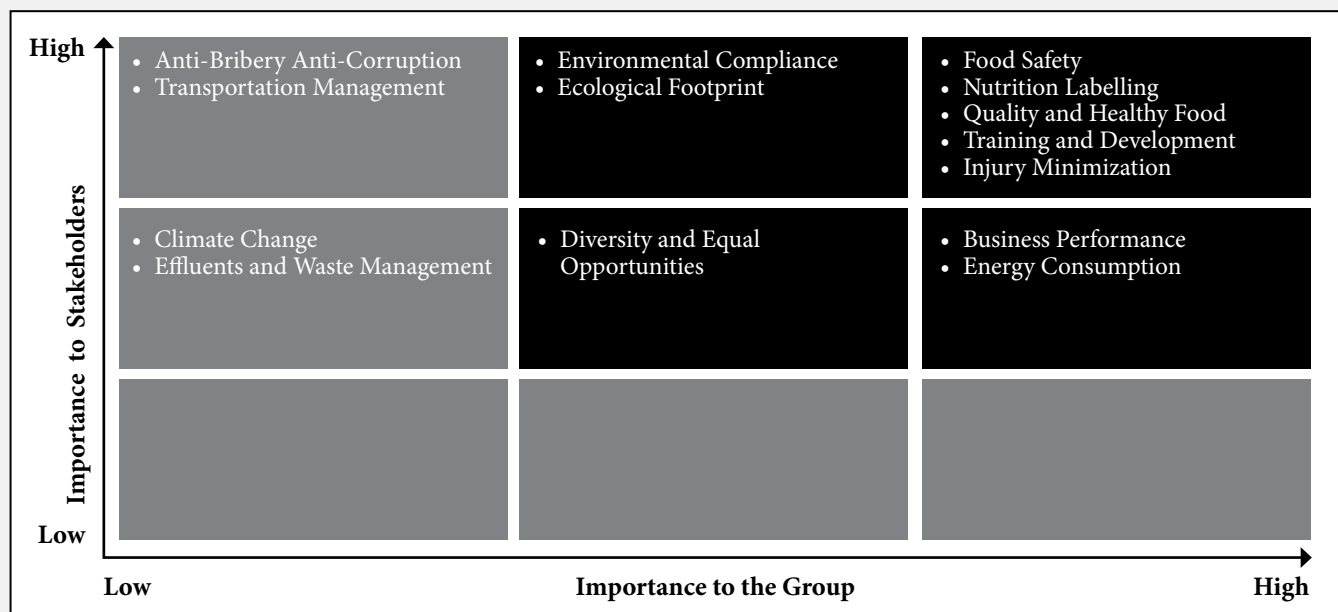 High
• Anti-Bribery Anti-Corruption
• Transportation Management
• Environmental Compliance
• Ecological Footprint
• Food Safety
• Nutrition Labelling
• Quality and Healthy Food
• Training and Development
• Injury Minimization
Importance to Stakeholders
• Climate Change
• Effluents and Waste Management
• Diversity and Equal
Opportunities
• Business Performance
• Energy Consumption
Low
Low
Importance to the Group
High